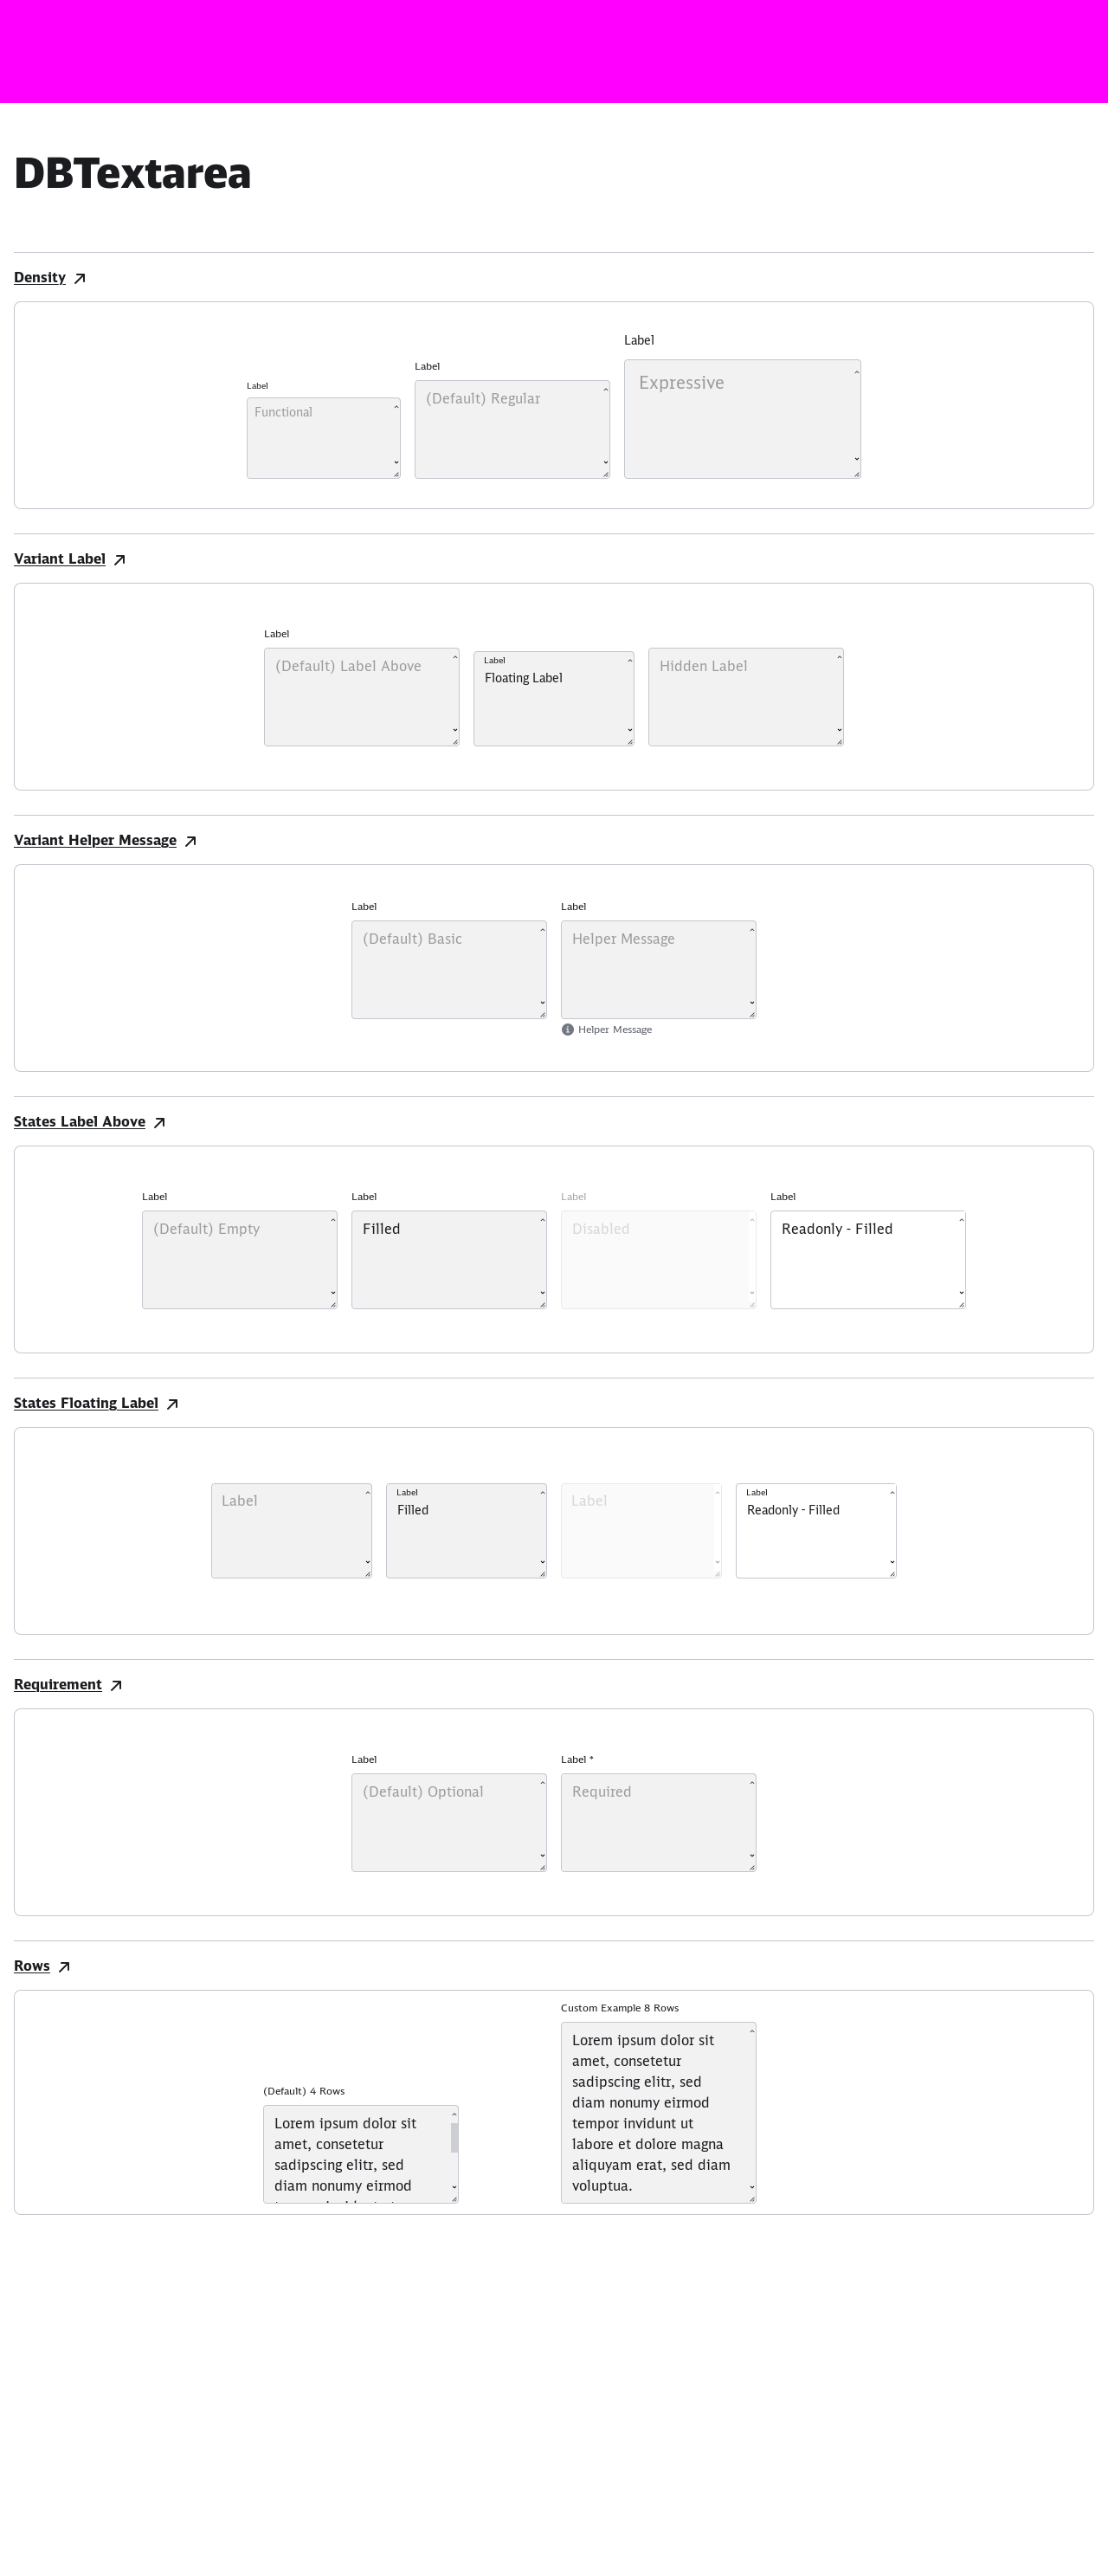 DBTextarea
Density
Label
Functional
Label
(Default) Regular
Label
Expressive
Variant Label
Label
(Default) Label Above
Label
Floating Label
Hidden Label
Variant Helper Message
Label
(Default) Basic
Label
Helper Message
Helper Message
States Label Above
Label
(Default) Empty
Label
Filled
Label
Disabled
Label
Readonly - Filled
States Floating Label
Label
Label
Filled
Label
Label
Readonly - Filled
Requirement
Label
(Default) Optional
Label *
Required
Rows
(Default) 4 Rows
Lorem ipsum dolor sit
amet, consetetur
sadipscing elitr, sed
diam nonumy eirmod
Custom Example 8 Rows
Lorem ipsum dolor sit
amet, consetetur
sadipscing elitr, sed
diam nonumy eirmod
tempor invidunt ut
labore et dolore magna
aliquyam erat, sed diam
voluptua.